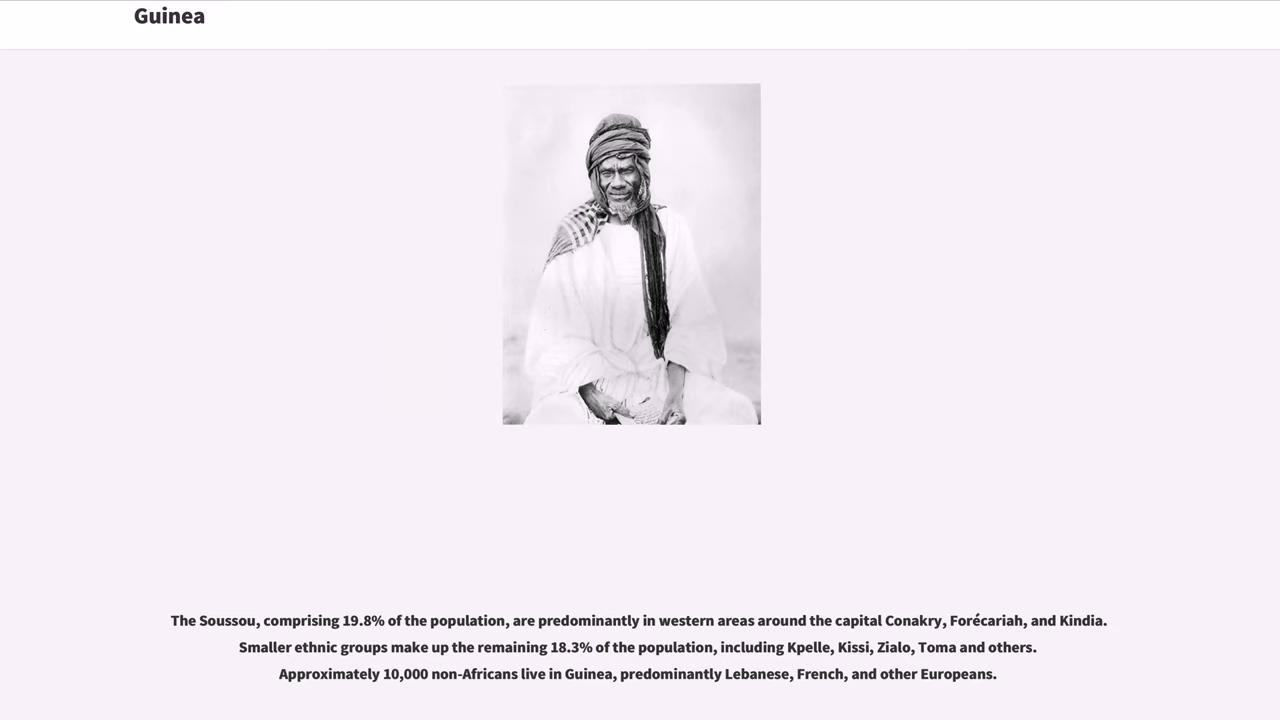 Guinea
The Soussou, comprising 19.8% of the population, are predominantly in western areas around the capital Conakry, Forécariah, and Kindia.
Smaller ethnic groups make up the remaining 18.3% of the population, including Kpelle, Kissi, Zialo, Toma and others.
Approximately 10,000 non-Africans live in Guinea, predominantly Lebanese, French, and other Europeans.